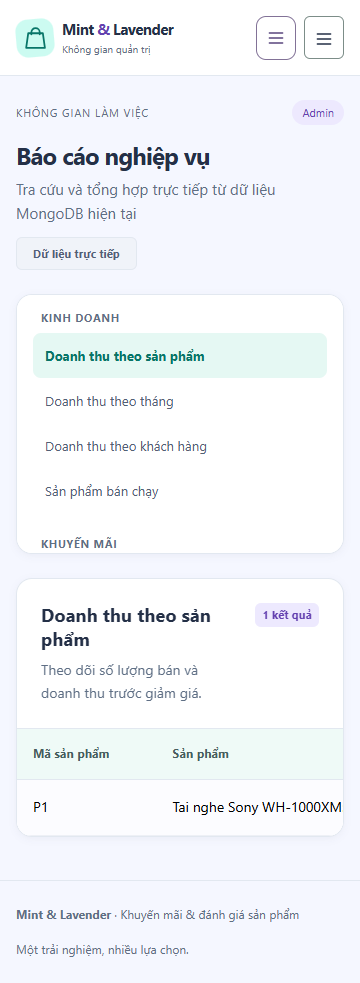 Mint & Lavender
Không gian quản trị
KHÔNG GIAN LÀM VIỆC
Admin
Báo cáo nghiệp vụ
Tra cứu và tổng hợp trực tiếp từ dữ liệu
MongoDB hiện tại
Dữ liệu trực tiếp
KINH DOANH
Doanh thu theo sản phẩm
Doanh thu theo tháng
Doanh thu theo khách hàng
Sản phẩm bán chạy
KHUYẾN MÃI
Doanh thu theo sản
phẩm
1 kết quả
Theo dõi số lượng bán và
doanh thu trước giảm giá.
Mã sản phẩm Sản phẩm
P1 Tai nghe Sony WH-1000XM
Mint & Lavender · Khuyến mãi & đánh giá sản phẩm
Một trải nghiệm, nhiều lựa chọn.